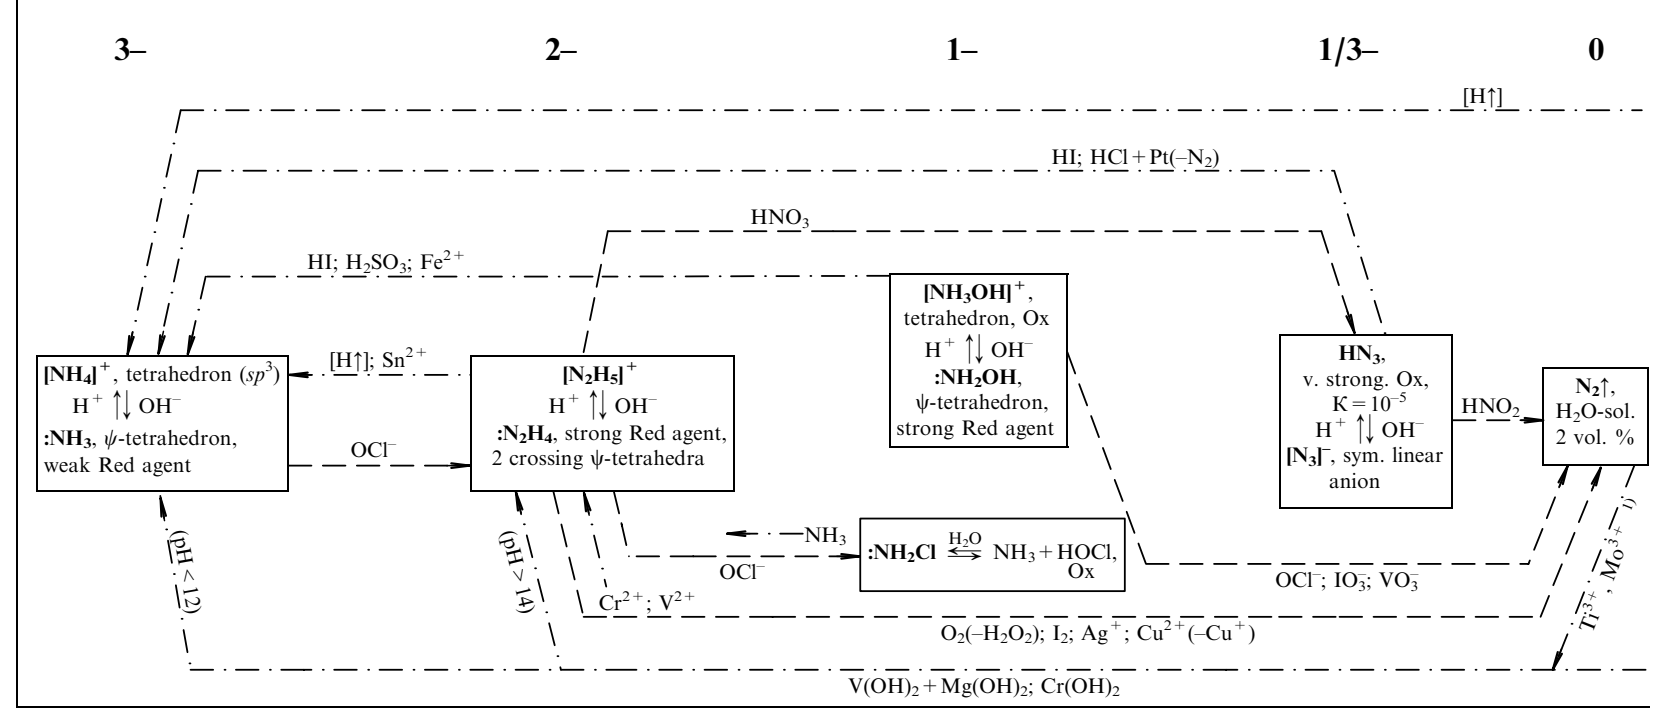 3– 2– 1– 1/3– 0
[H↑]
HI; HCl + Pt(–N₂)
HNO₃
HI; H₂SO₃; Fe²⁺
[NH₃OH]⁺,
tetrahedron, Ox
H⁺ ↑↓ OH⁻
:NH₂OH,
ψ-tetrahedron,
strong Red agent
HN₃,
v. strong. Ox,
K = 10⁻⁵
H⁺ ↑↓ OH⁻
[N₃]⁻, sym. linear
anion
[NH₄]⁺, tetrahedron (sp³)
H⁺ ↑↓ OH⁻
:NH₃, ψ-tetrahedron,
weak Red agent
[H↑]; Sn²⁺
OCl⁻
[N₂H₅]⁺
H⁺ ↑↓ OH⁻
:N₂H₄, strong Red agent,
2 crossing ψ-tetrahedra
HNO₂
N₂↑,
H₂O-sol.
2 vol. %
(pH < 12)
(pH > 14)
NH₃
OCl⁻
:NH₂Cl ⇌ NH₃ + HOCl,
H₂O
Ox
Cr²⁺; V²⁺
OCl⁻; IO₃⁻; VO₃⁻
O₂(–H₂O₂); I₂; Ag⁺; Cu²⁺(–Cu⁺)
Ti³⁺, Mo³⁺ ¹⁾
V(OH)₂ + Mg(OH)₂; Cr(OH)₂